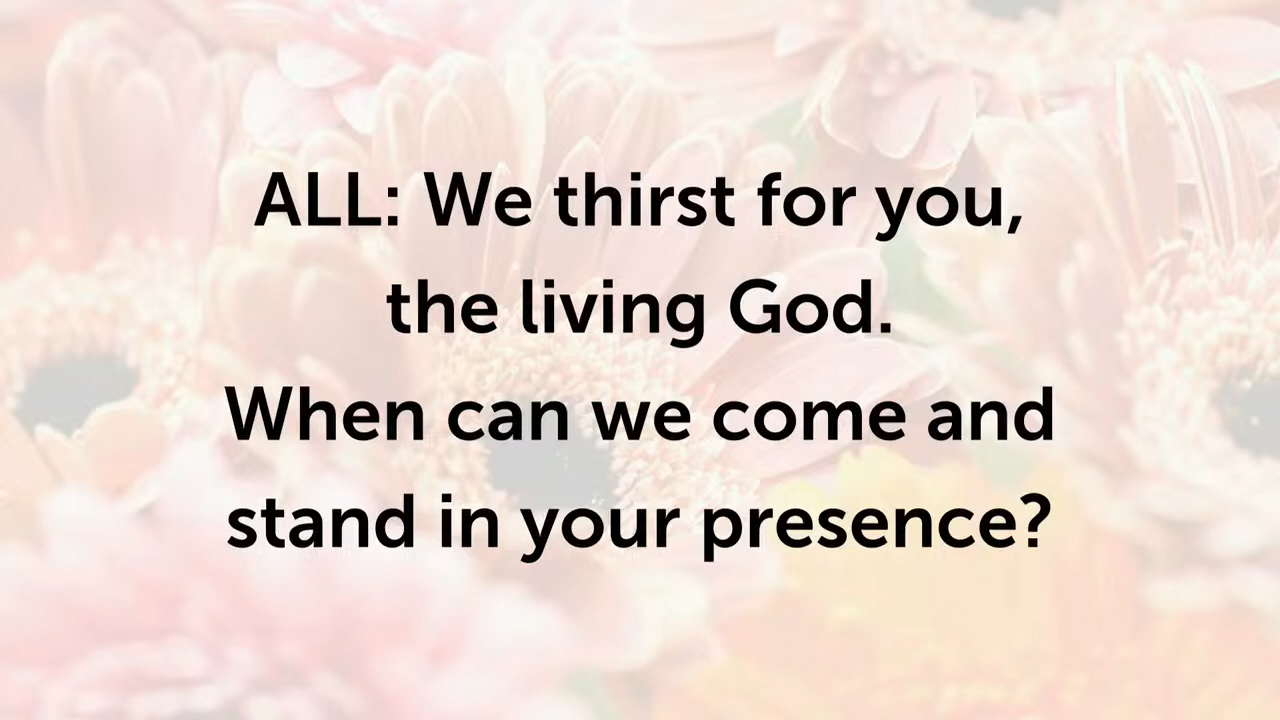 ALL: We thirst for you,
the living God.
When can we come and
stand in your presence?